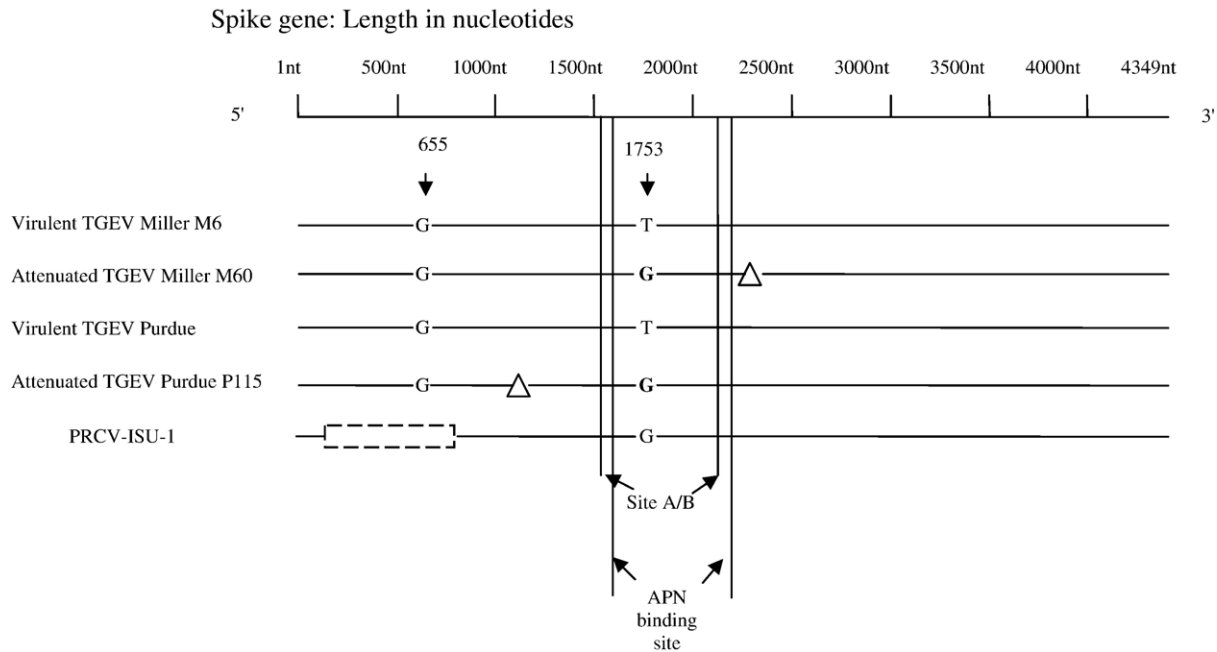 Spike gene: Length in nucleotides
1nt 500nt 1000nt 1500nt 2000nt 2500nt 3000nt 3500nt 4000nt 4349nt
5' 3'
655 1753
Virulent TGEV Miller M6 G T
Attenuated TGEV Miller M60 G G
Virulent TGEV Purdue G T
Attenuated TGEV Purdue P115 G G
PRCV-ISU-1 G
Site A/B
APN
binding
site